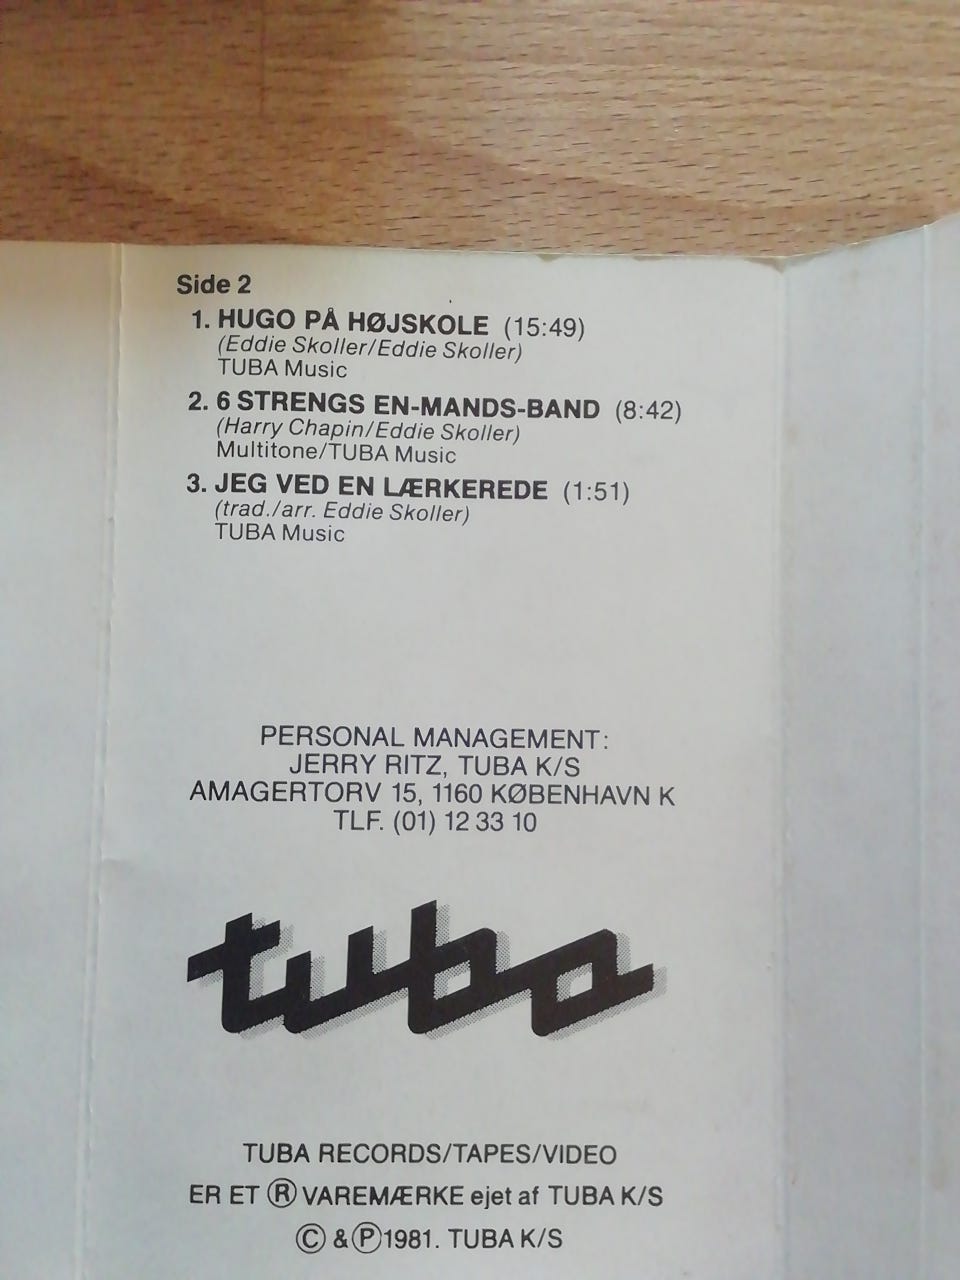 Side 2
1. HUGO PÅ HØJSKOLE (15:49)
(Eddie Skoller/Eddie Skoller)
TUBA Music
2. 6 STRENGS EN-MANDS-BAND (8:42)
(Harry Chapin/Eddie Skoller)
Multitone/TUBA Music
3. JEG VED EN LÆRKEREDE (1:51)
(trad./arr. Eddie Skoller)
TUBA Music
PERSONAL MANAGEMENT:
JERRY RITZ, TUBA K/S
AMAGERTORV 15, 1160 KØBENHAVN K
TLF. (01) 12 33 10
tuba
TUBA RECORDS/TAPES/VIDEO
ER ET ® VAREMÆRKE ejet af TUBA K/S
© & ℗ 1981. TUBA K/S